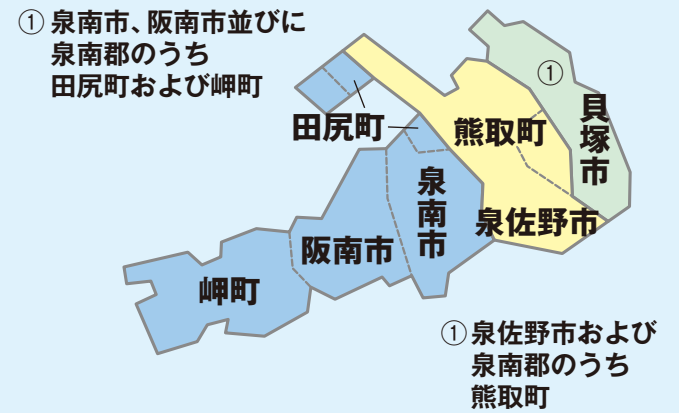 ① 泉南市、阪南市並びに
泉南郡のうち
田尻町および岬町
①
貝塚市
田尻町
熊取町
泉南市
泉佐野市
阪南市
岬町
① 泉佐野市および
泉南郡のうち
熊取町